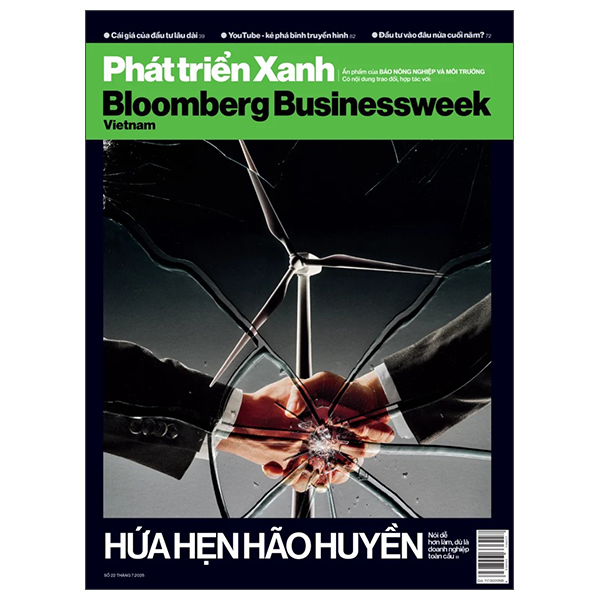 Cái giá của đầu tư lâu dài 39
YouTube - kẻ phá bĩnh truyền hình 82
Đầu tư vào đâu nửa cuối năm? 72
Phát triển Xanh
Ấn phẩm của BÁO NÔNG NGHIỆP VÀ MÔI TRƯỜNG
Có nội dung trao đổi, hợp tác với
Bloomberg Businessweek
Vietnam
HỨA HẸN HÃO HUYỀN
Nói dễ
hơn làm, dù là
doanh nghiệp
toàn cầu
SỐ 22 THÁNG 7.2025